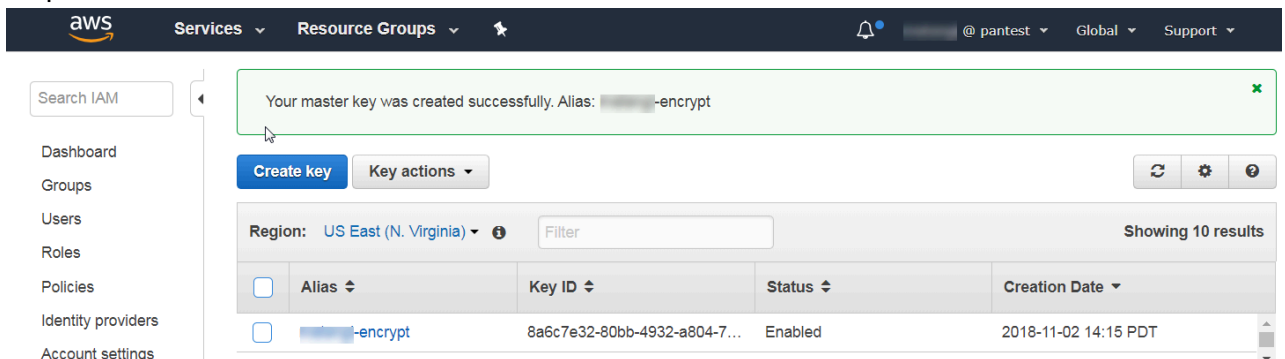 aws Services Resource Groups @ pantest Global Support
Search IAM
Your master key was created successfully. Alias: -encrypt
Dashboard
Groups
Users
Roles
Policies
Identity providers
Account settings
Create key Key actions
Region: US East (N. Virginia) Filter Showing 10 results
Alias Key ID Status Creation Date
-encrypt 8a6c7e32-80bb-4932-a804-7... Enabled 2018-11-02 14:15 PDT